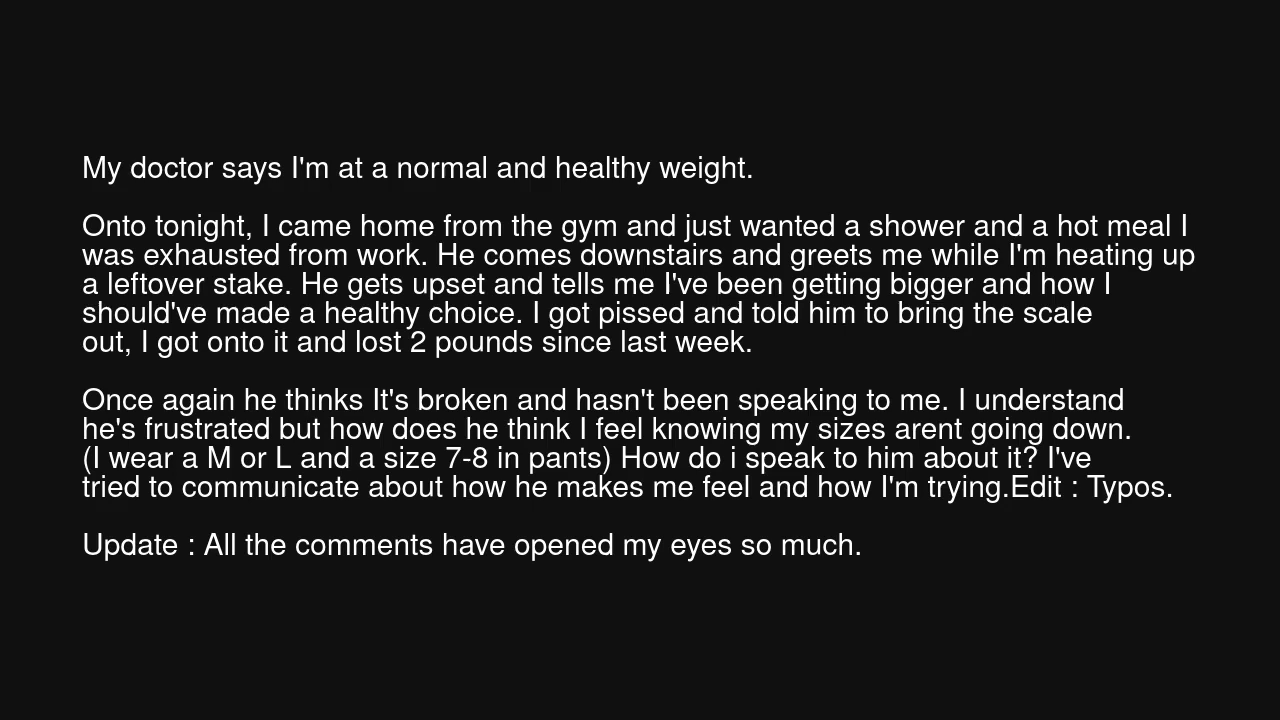 My doctor says I'm at a normal and healthy weight.
Onto tonight, I came home from the gym and just wanted a shower and a hot meal I
was exhausted from work. He comes downstairs and greets me while I'm heating up
a leftover stake. He gets upset and tells me I've been getting bigger and how I
should've made a healthy choice. I got pissed and told him to bring the scale
out, I got onto it and lost 2 pounds since last week.
Once again he thinks It's broken and hasn't been speaking to me. I understand
he's frustrated but how does he think I feel knowing my sizes arent going down.
(I wear a M or L and a size 7-8 in pants) How do i speak to him about it? I've
tried to communicate about how he makes me feel and how I'm trying.Edit : Typos.
Update : All the comments have opened my eyes so much.